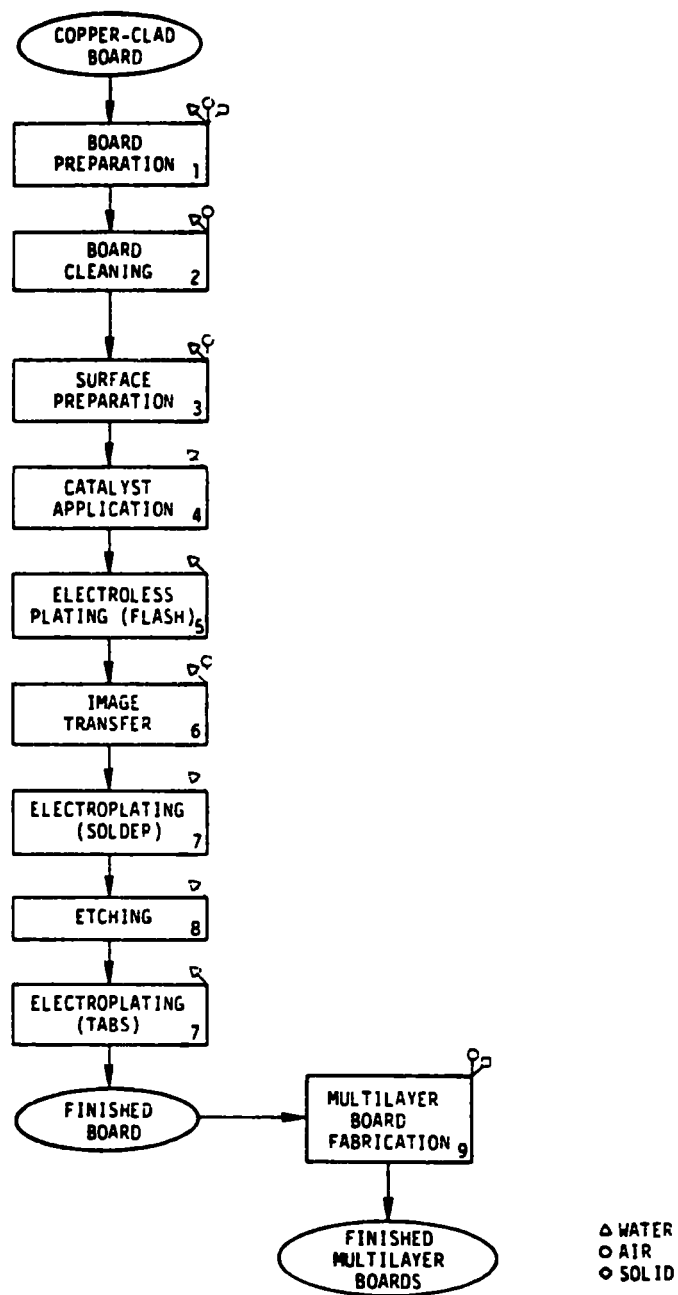 COPPER-CLAD
BOARD
BOARD
PREPARATION
1
BOARD
CLEANING
2
SURFACE
PREPARATION
3
CATALYST
APPLICATION
4
ELECTROLESS
PLATING (FLASH)
5
IMAGE
TRANSFER
6
ELECTROPLATING
(SOLDEP)
7
ETCHING
8
ELECTROPLATING
(TABS)
7
FINISHED
BOARD
MULTILAYER
BOARD
FABRICATION
9
FINISHED
MULTILAYER
BOARDS
WATER
AIR
SOLID